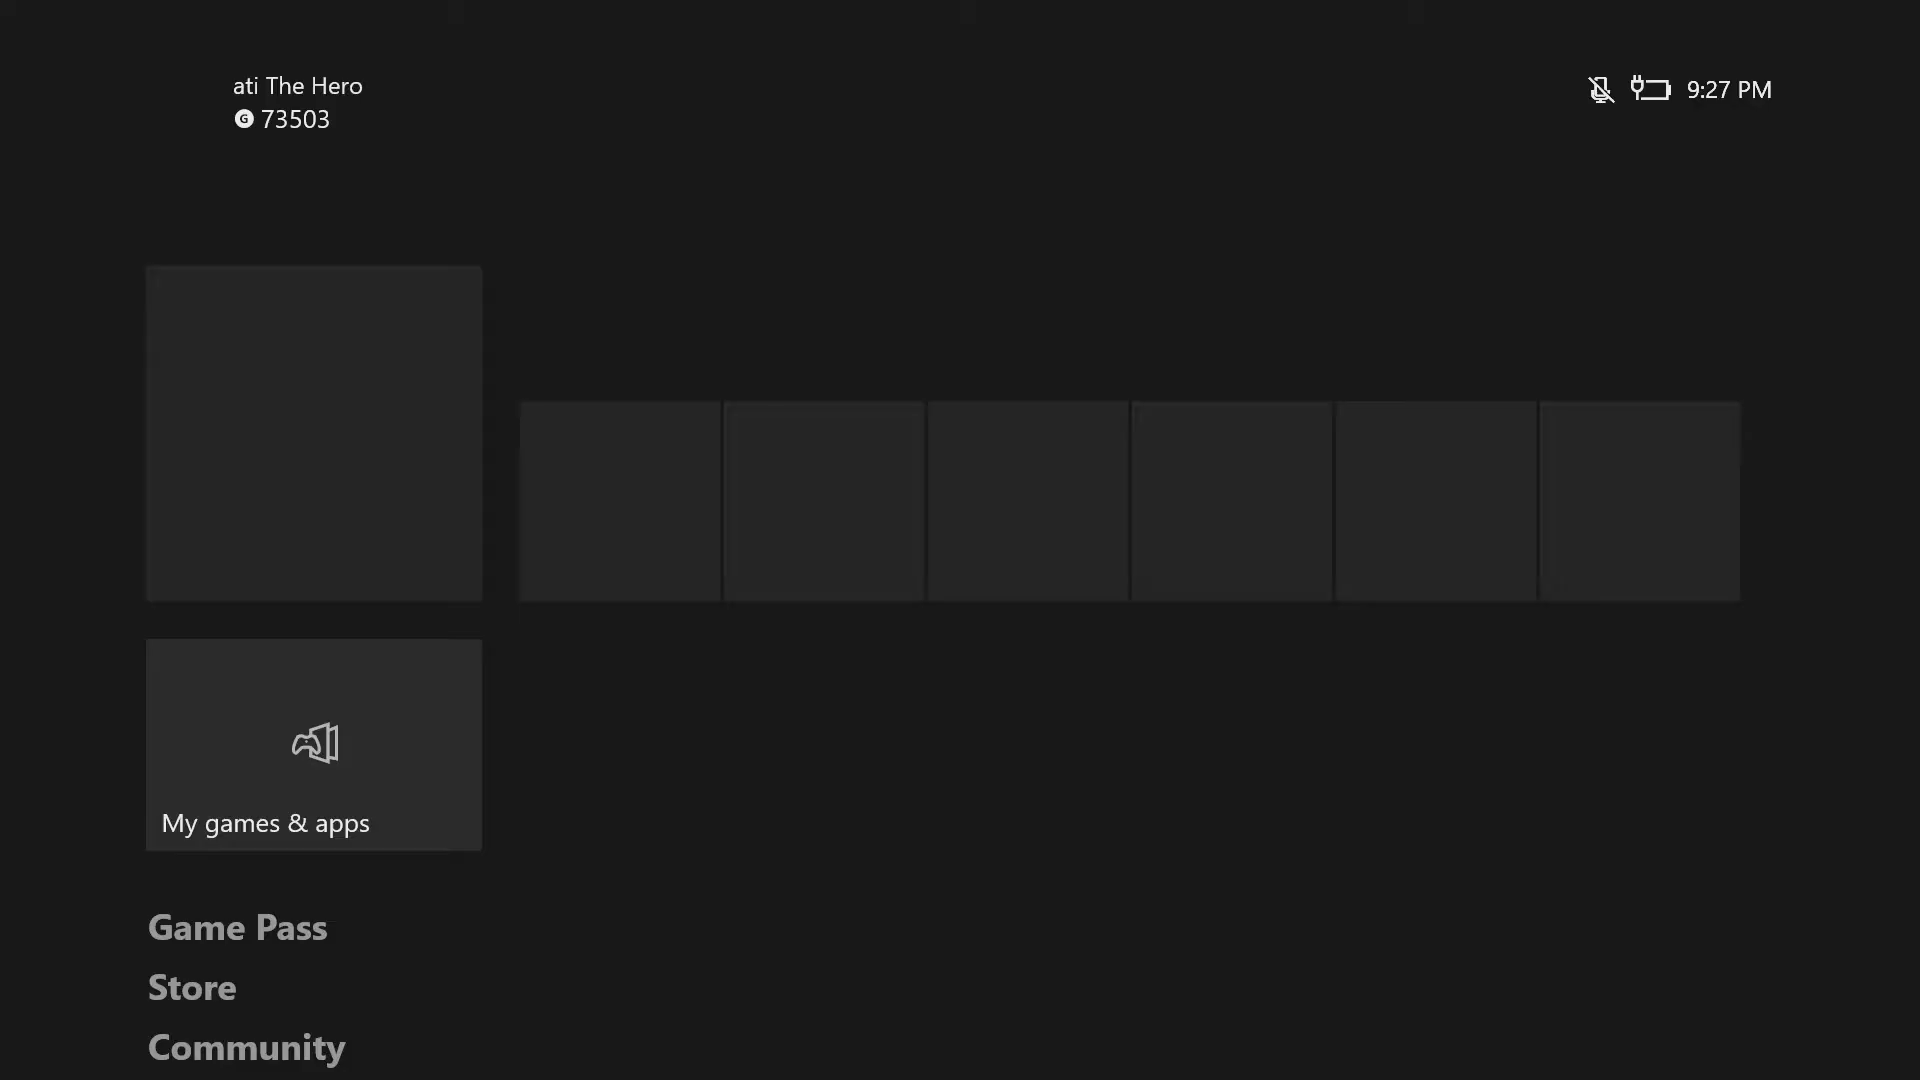 ati The Hero
G 73503
9:27 PM
My games & apps
Game Pass
Store
Community